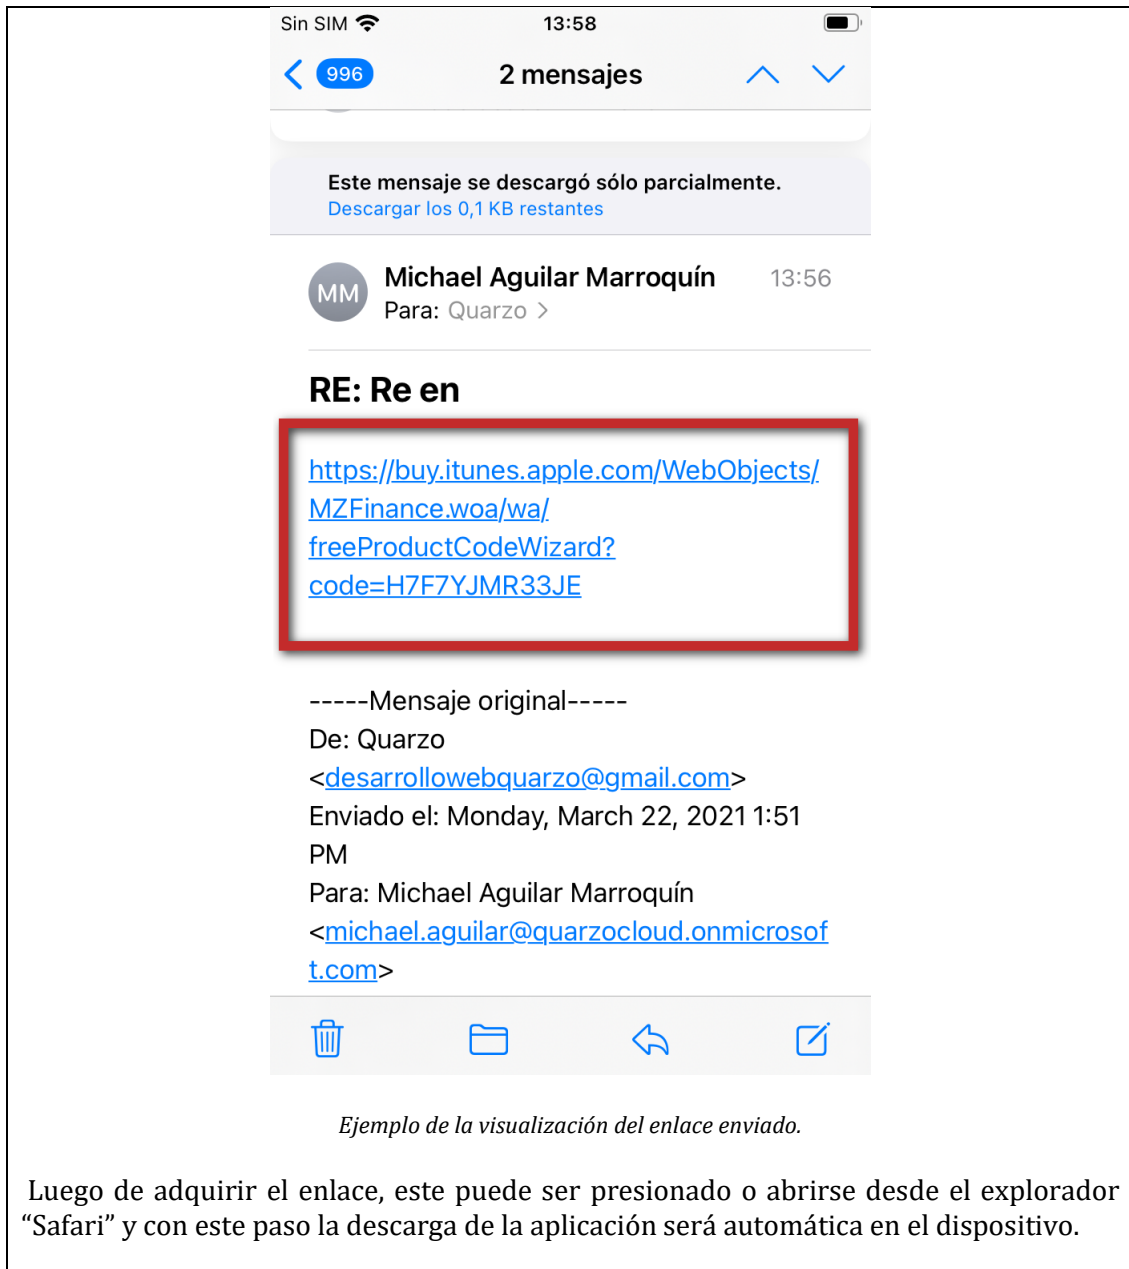 Sin SIM 13:58
996 2 mensajes
Este mensaje se descargó sólo parcialmente.
Descargar los 0,1 KB restantes
MM Michael Aguilar Marroquín 13:56
Para: Quarzo >
RE: Re en
https://buy.itunes.apple.com/WebObjects/
MZFinance.woa/wa/
freeProductCodeWizard?
code=H7F7YJMR33JE
-----Mensaje original-----
De: Quarzo
<desarrollowebquarzo@gmail.com>
Enviado el: Monday, March 22, 2021 1:51
PM
Para: Michael Aguilar Marroquín
<michael.aguilar@quarzocloud.onmicrosof
t.com>
Ejemplo de la visualización del enlace enviado.
Luego de adquirir el enlace, este puede ser presionado o abrirse desde el explorador
“Safari” y con este paso la descarga de la aplicación será automática en el dispositivo.